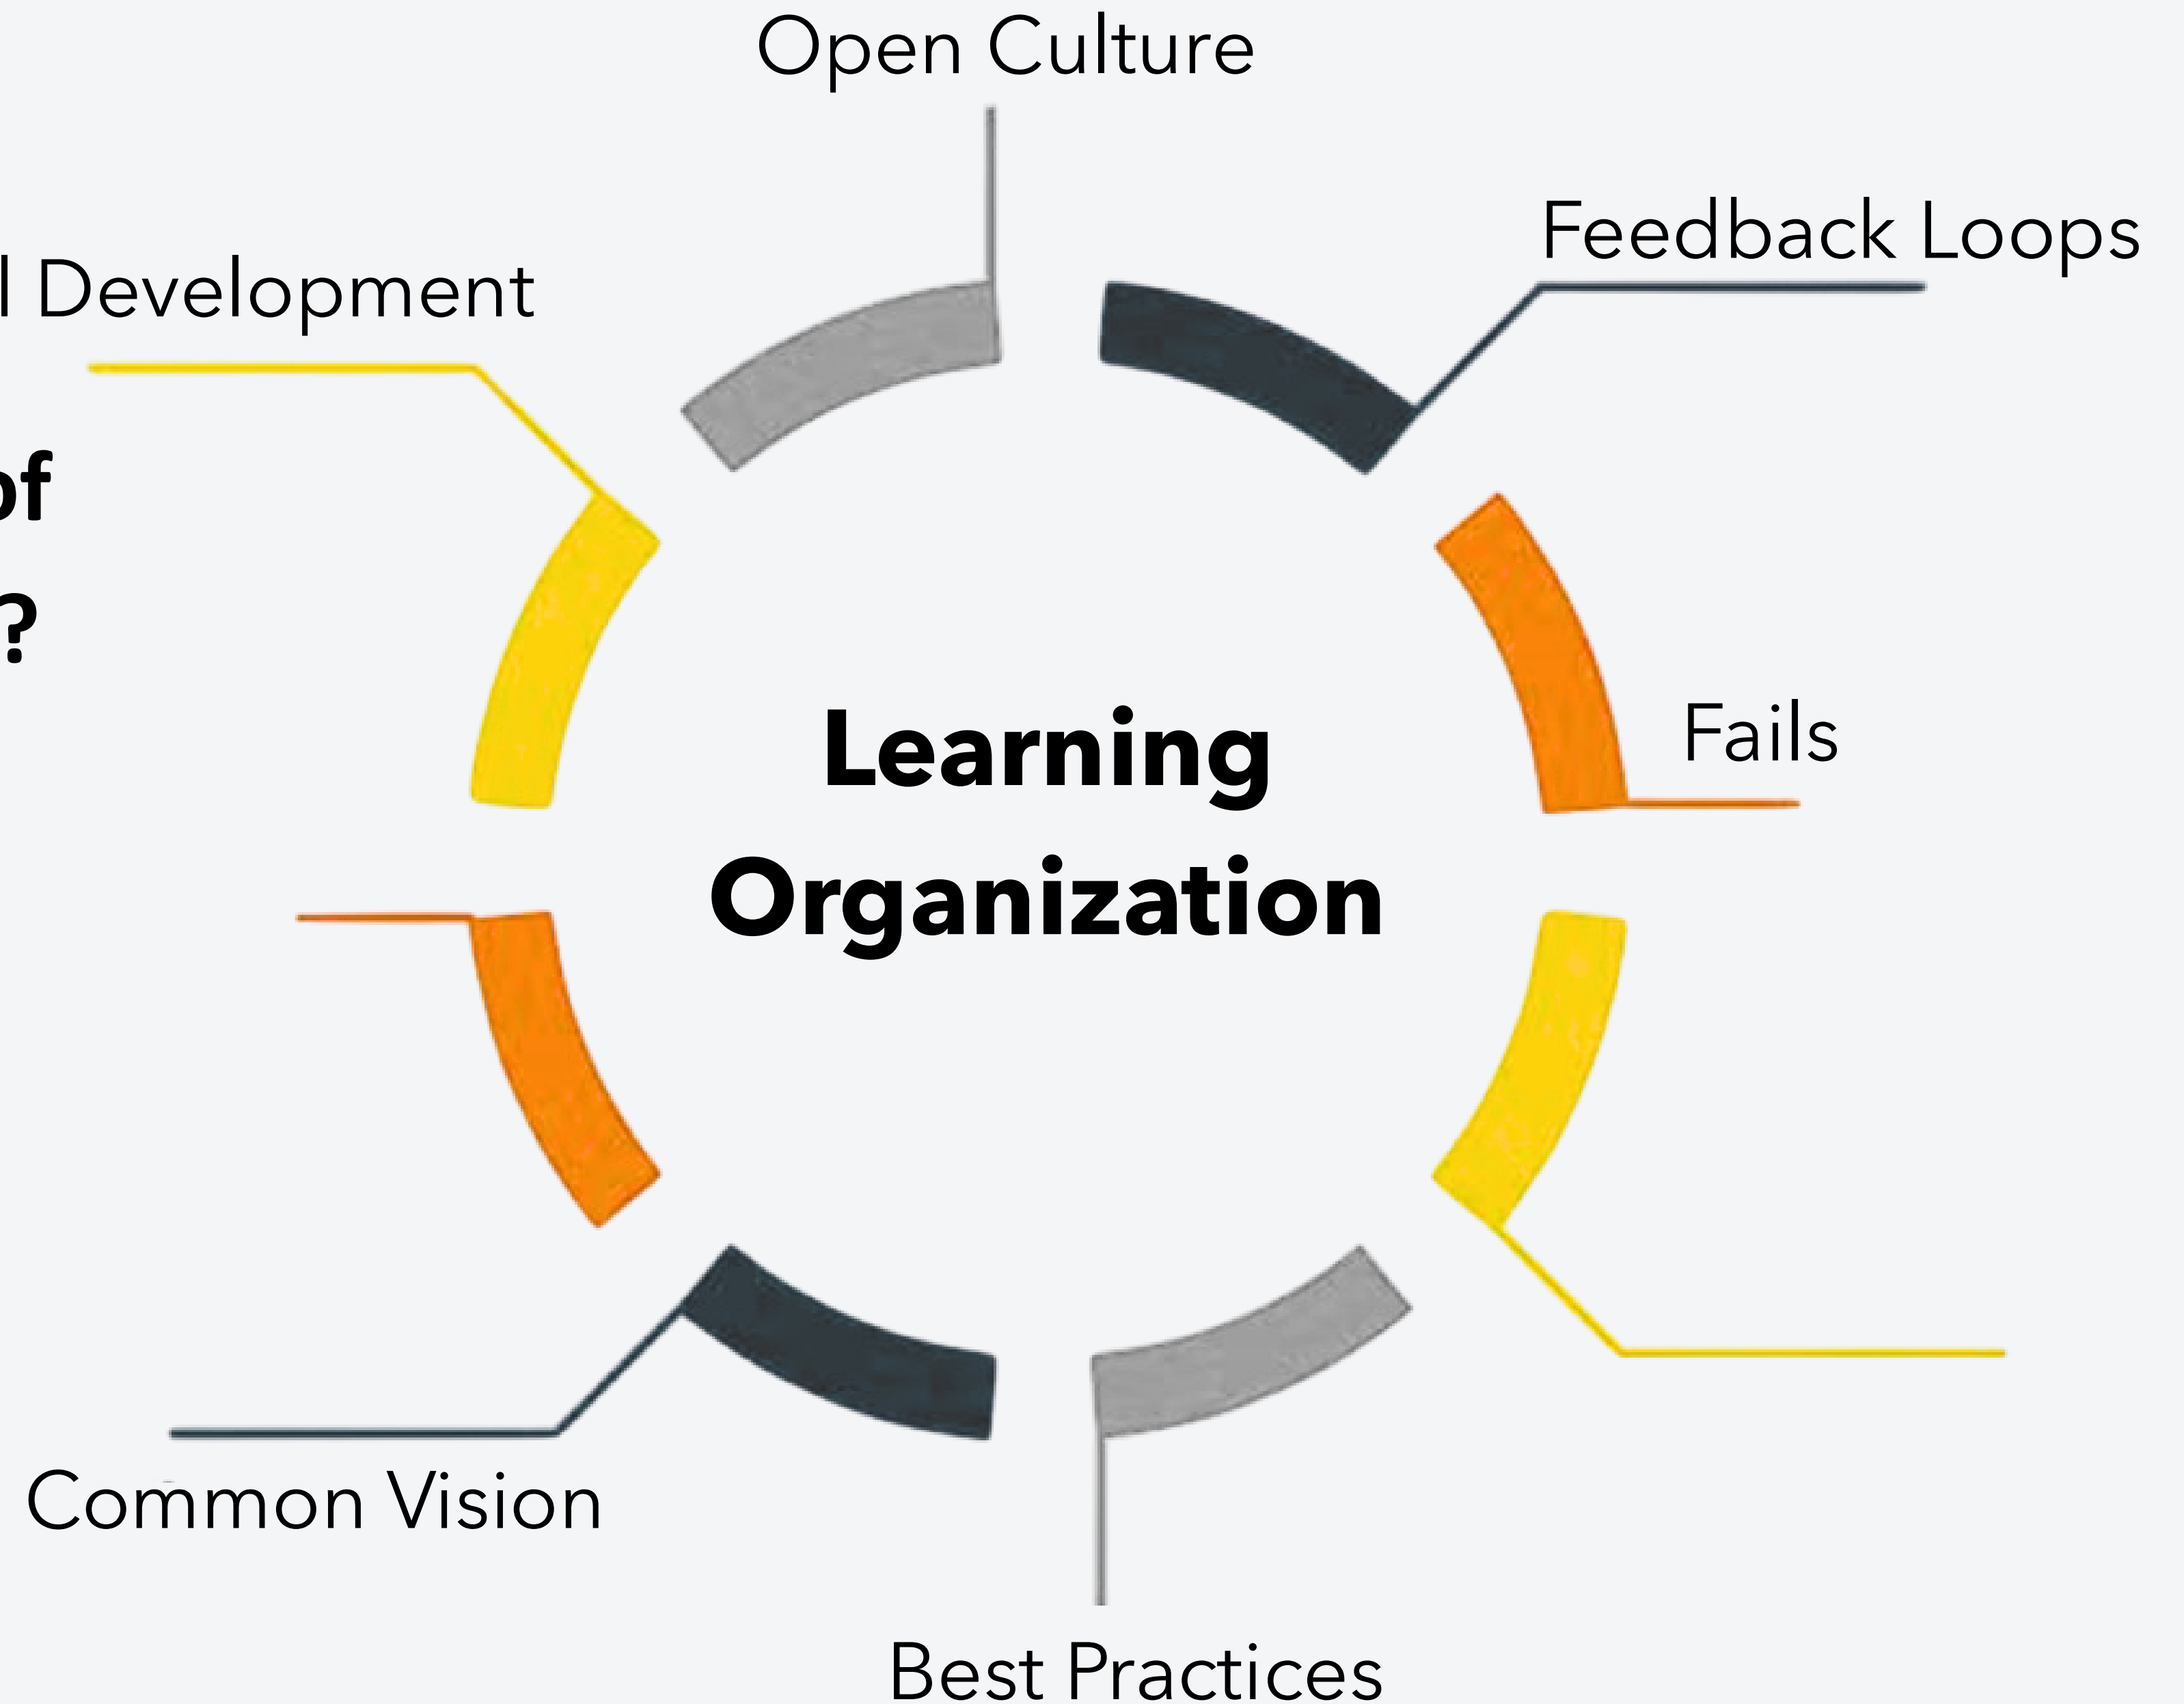 Open Culture
Feedback Loops
l Development
of
?
Fails
Learning
Organization
Common Vision
Best Practices